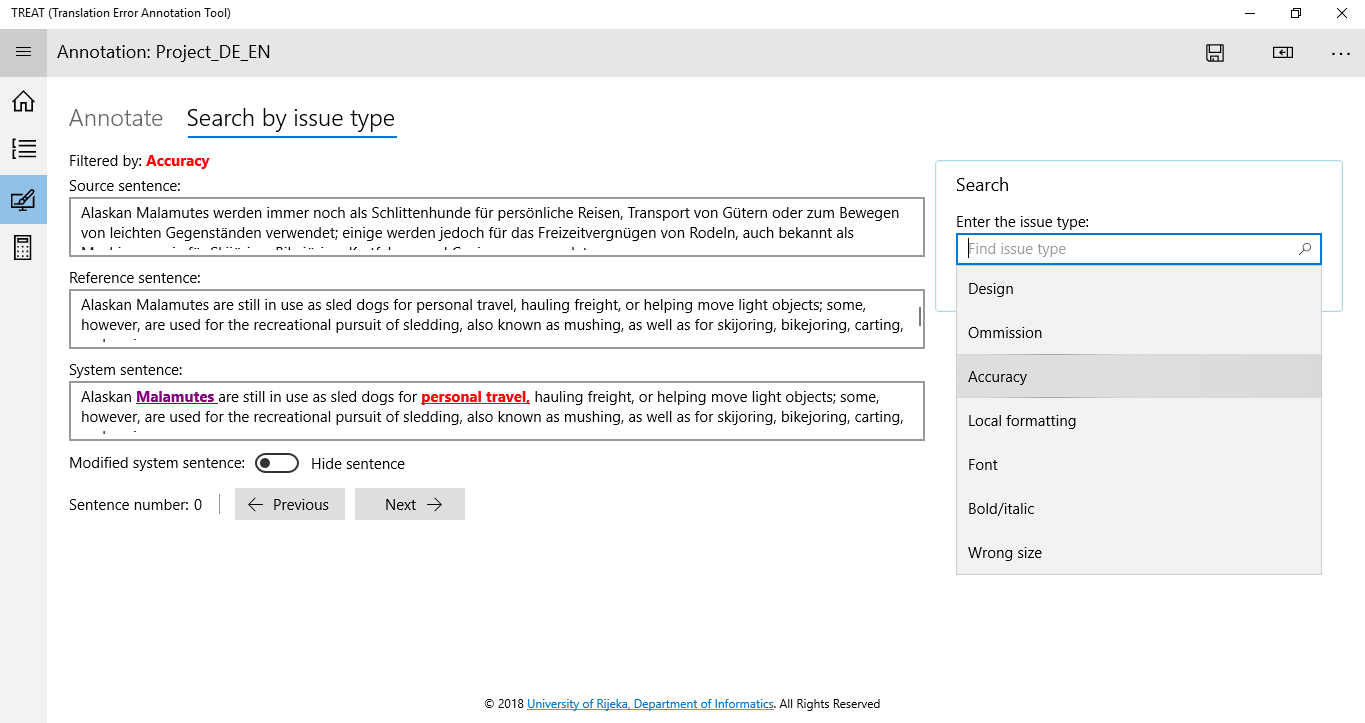 TREAT (Translation Error Annotation Tool)
Annotation: Project_DE_EN
Annotate Search by issue type
Filtered by: Accuracy
Source sentence:
Alaskan Malamutes werden immer noch als Schlittenhunde für persönliche Reisen, Transport von Gütern oder zum Bewegen
von leichten Gegenständen verwendet; einige werden jedoch für das Freizeitvergnügen von Rodeln, auch bekannt als
Reference sentence:
Alaskan Malamutes are still in use as sled dogs for personal travel, hauling freight, or helping move light objects; some,
however, are used for the recreational pursuit of sledding, also known as mushing, as well as for skijoring, bikejoring, carting,
System sentence:
Alaskan Malamutes are still in use as sled dogs for personal travel, hauling freight, or helping move light objects; some,
however, are used for the recreational pursuit of sledding, also known as mushing, as well as for skijoring, bikejoring, carting,
Modified system sentence: Hide sentence
Sentence number: 0 Previous Next
Search
Enter the issue type:
Find issue type
Design
Ommission
Accuracy
Local formatting
Font
Bold/italic
Wrong size
© 2018 University of Rijeka, Department of Informatics. All Rights Reserved